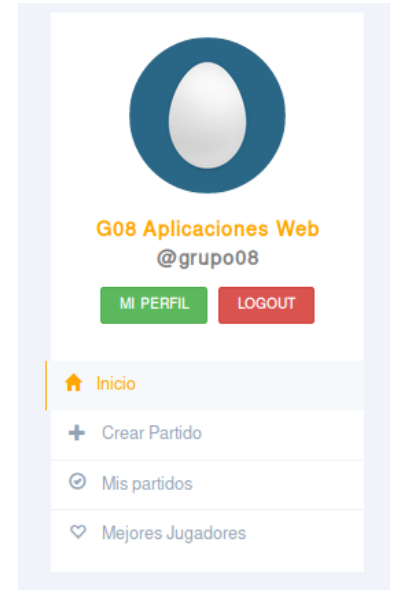 G08 Aplicaciones Web
@grupo08
MI PERFIL LOGOUT
Inicio
Crear Partido
Mis partidos
Mejores Jugadores